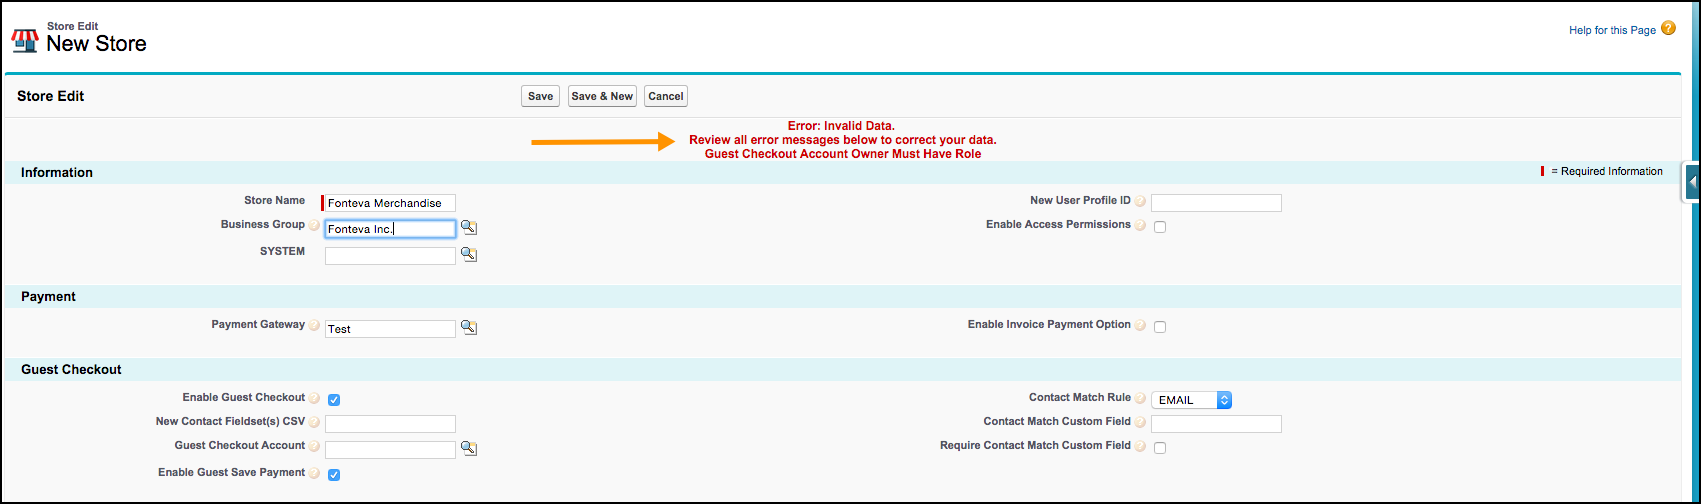 Store Edit
New Store
Help for this Page ?
Store Edit
Save Save & New Cancel
Error: Invalid Data.
Review all error messages below to correct your data.
Guest Checkout Account Owner Must Have Role
Information
= Required Information
Store Name Fonteva Merchandise
New User Profile ID ?
Business Group ? Fonteva Inc.
Enable Access Permissions ?
SYSTEM
Payment
Payment Gateway ? Test
Enable Invoice Payment Option ?
Guest Checkout
Enable Guest Checkout ?
Contact Match Rule ? EMAIL
New Contact Fieldset(s) CSV ?
Contact Match Custom Field ?
Guest Checkout Account ?
Require Contact Match Custom Field ?
Enable Guest Save Payment ?